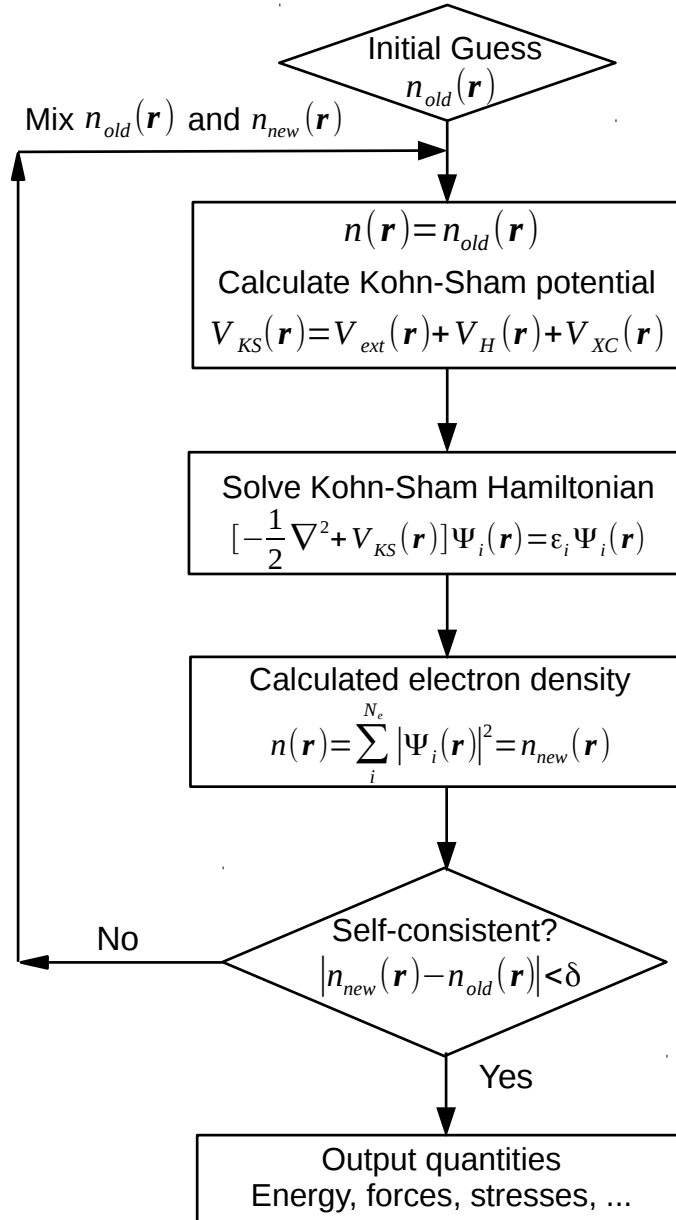 Initial Guess
n_old(r)
Mix n_old(r) and n_new(r)
n(r)=n_old(r)
Calculate Kohn-Sham potential
V_KS(r)=V_ext(r)+V_H(r)+V_XC(r)
Solve Kohn-Sham Hamiltonian
[−1/2 ∇²+V_KS(r)]Ψ_i(r)=ε_i Ψ_i(r)
Calculated electron density
n(r)=∑_i^{N_e}|Ψ_i(r)|²=n_new(r)
Self-consistent?
|n_new(r)−n_old(r)|<δ
No
Yes
Output quantities
Energy, forces, stresses, ...